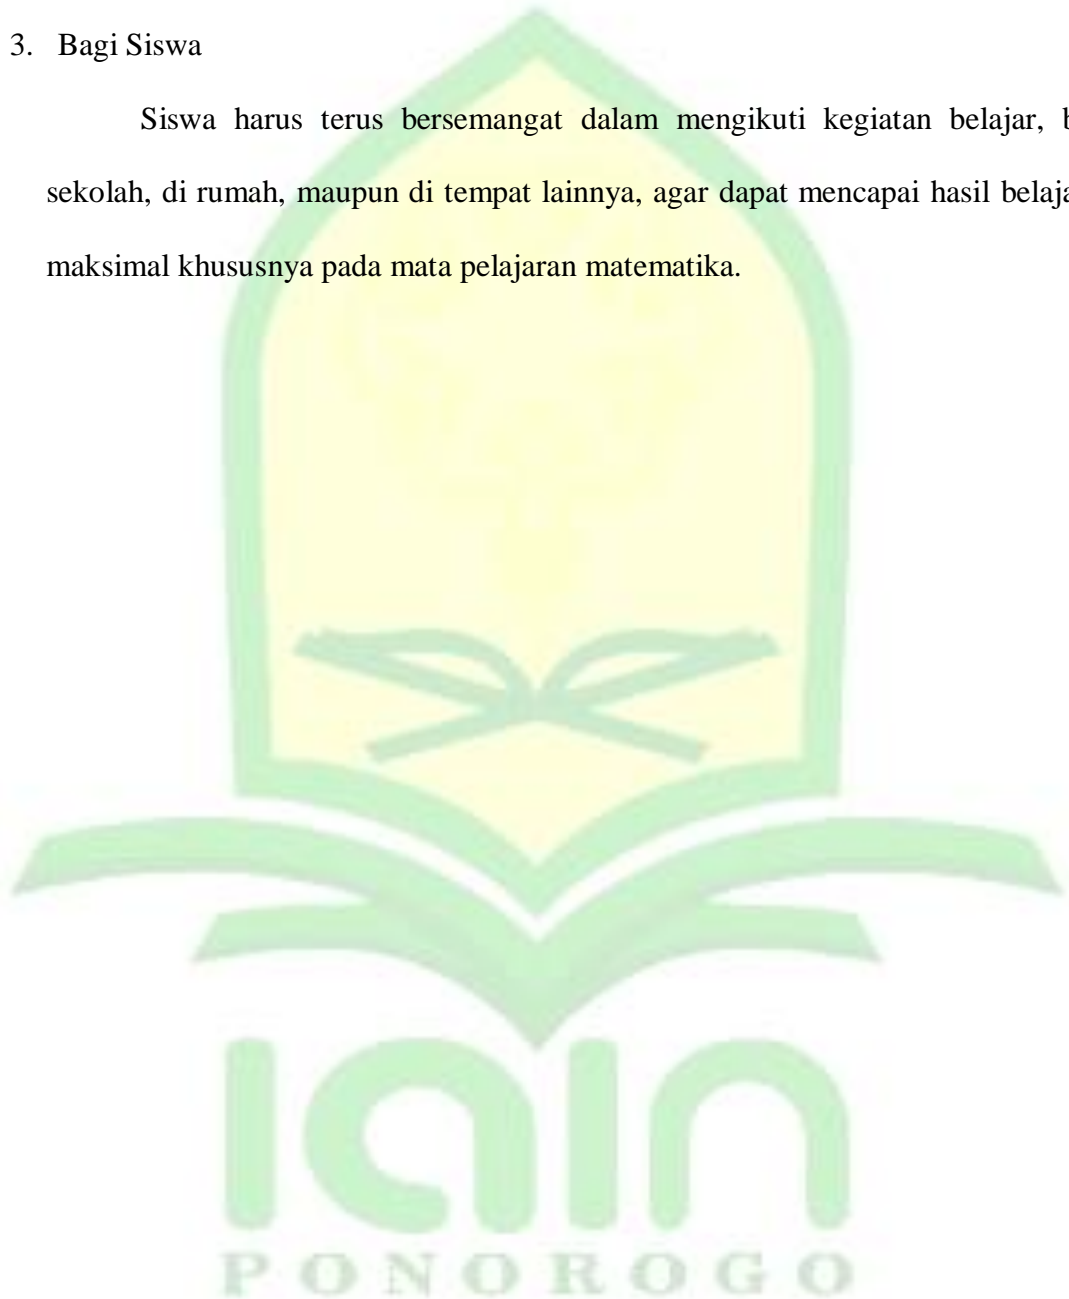 3. Bagi Siswa
Siswa harus terus bersemangat dalam mengikuti kegiatan belajar,
sekolah, di rumah, maupun di tempat lainnya, agar dapat mencapai hasil
maksimal khususnya pada mata pelajaran matematika.
iain
PONOROGO